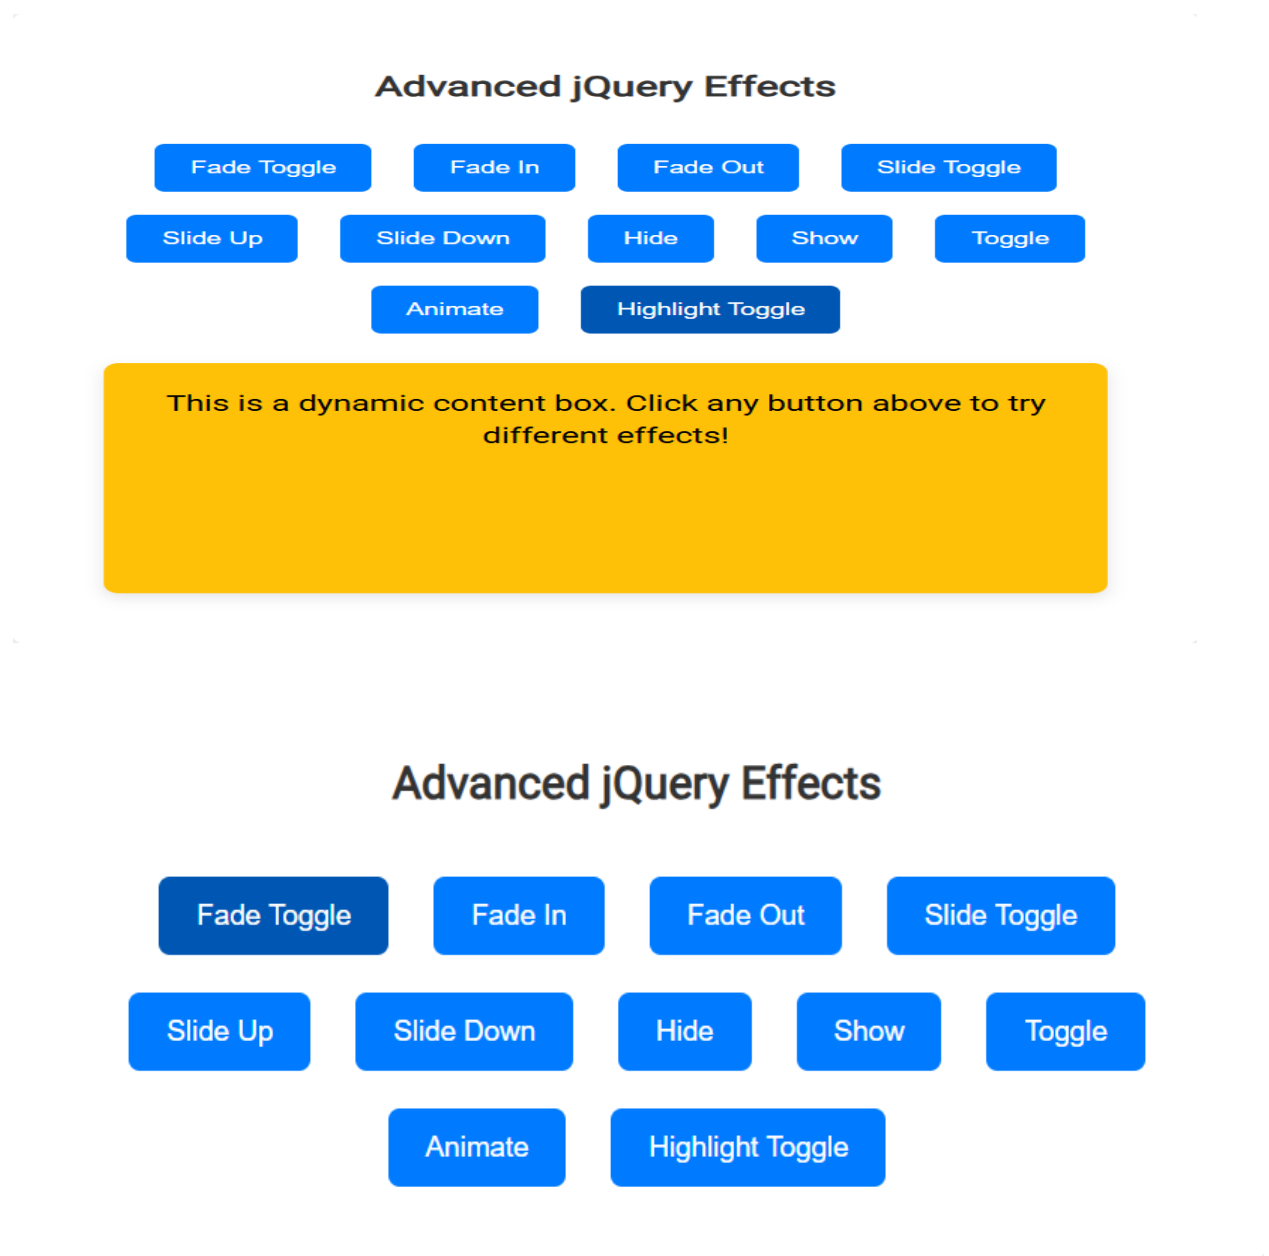 Advanced jQuery Effects
Fade Toggle Fade In Fade Out Slide Toggle
Slide Up Slide Down Hide Show Toggle
Animate Highlight Toggle
This is a dynamic content box. Click any button above to try
different effects!
Advanced jQuery Effects
Fade Toggle Fade In Fade Out Slide Toggle
Slide Up Slide Down Hide Show Toggle
Animate Highlight Toggle